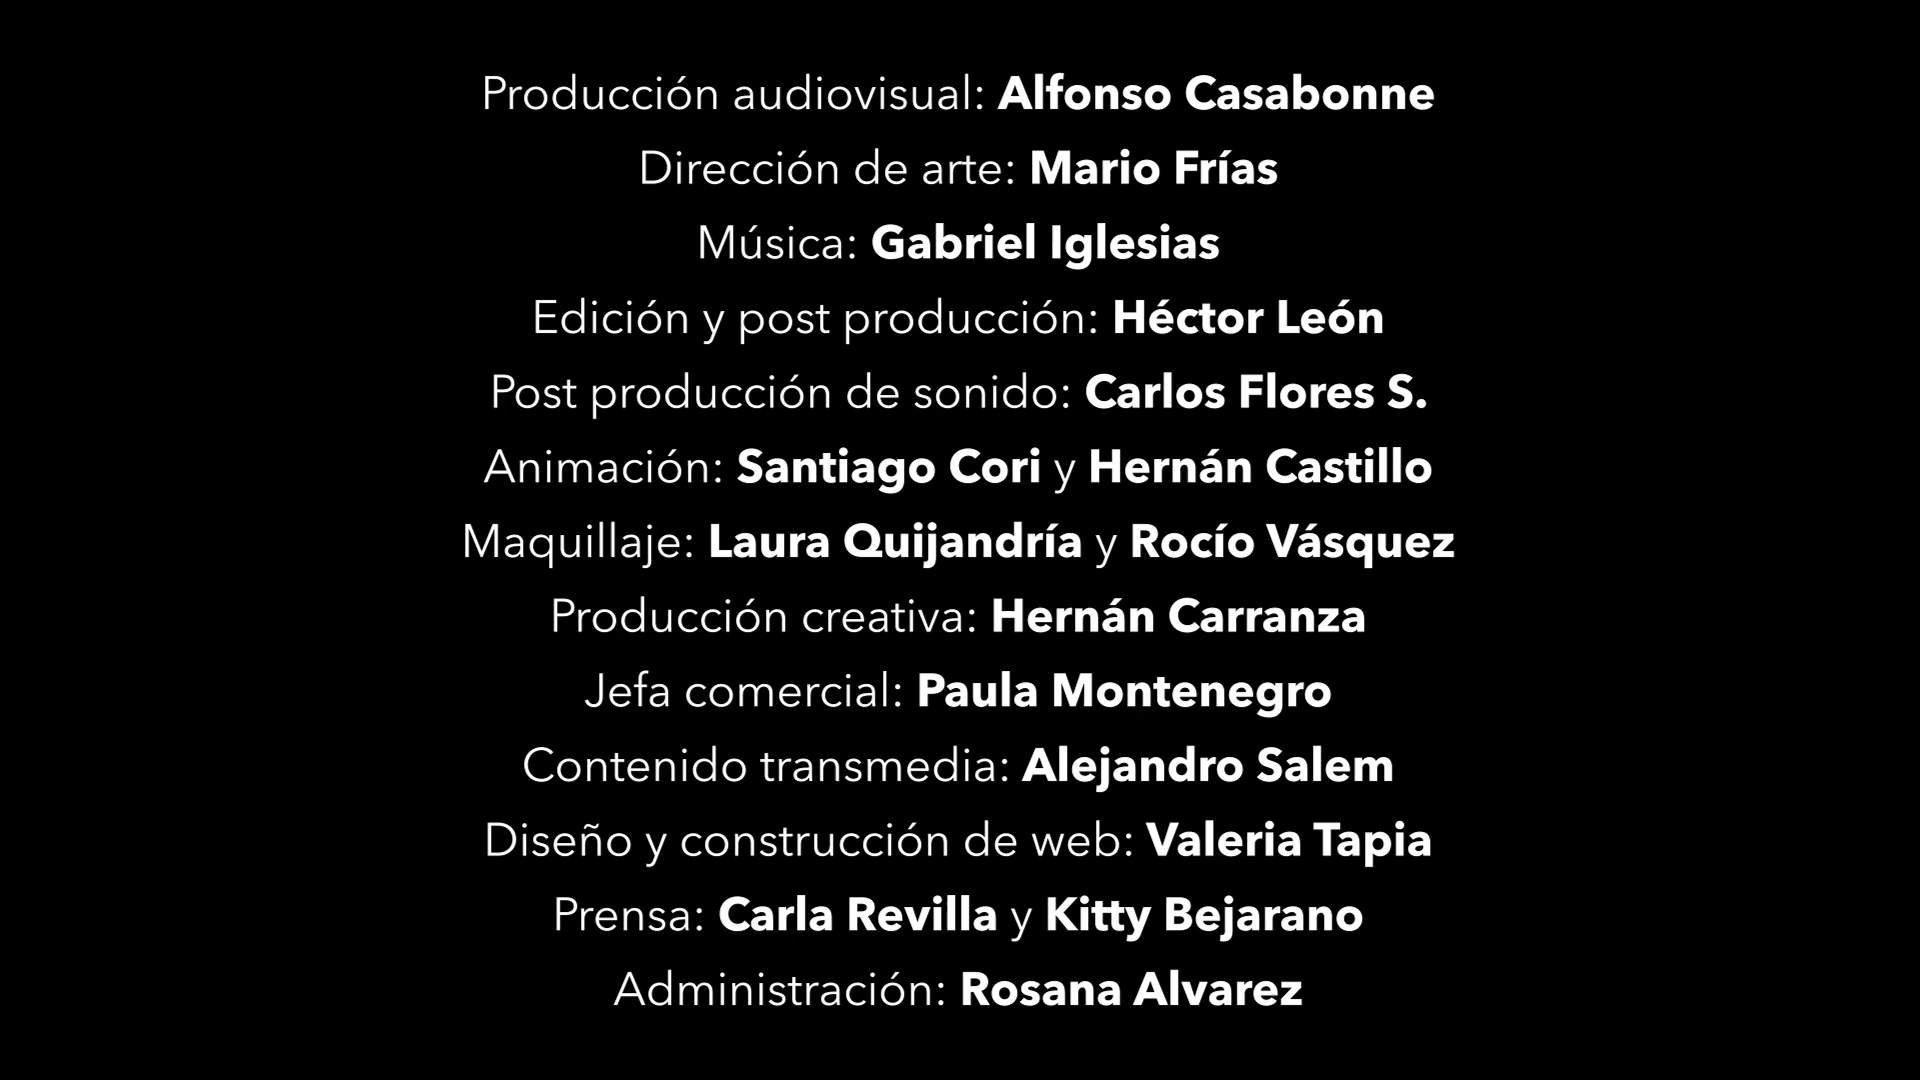 Producción audiovisual: Alfonso Casabonne
Dirección de arte: Mario Frías
Música: Gabriel Iglesias
Edición y post producción: Héctor León
Post producción de sonido: Carlos Flores S.
Animación: Santiago Cori y Hernán Castillo
Maquillaje: Laura Quijandría y Rocío Vásquez
Producción creativa: Hernán Carranza
Jefa comercial: Paula Montenegro
Contenido transmedia: Alejandro Salem
Diseño y construcción de web: Valeria Tapia
Prensa: Carla Revilla y Kitty Bejarano
Administración: Rosana Alvarez